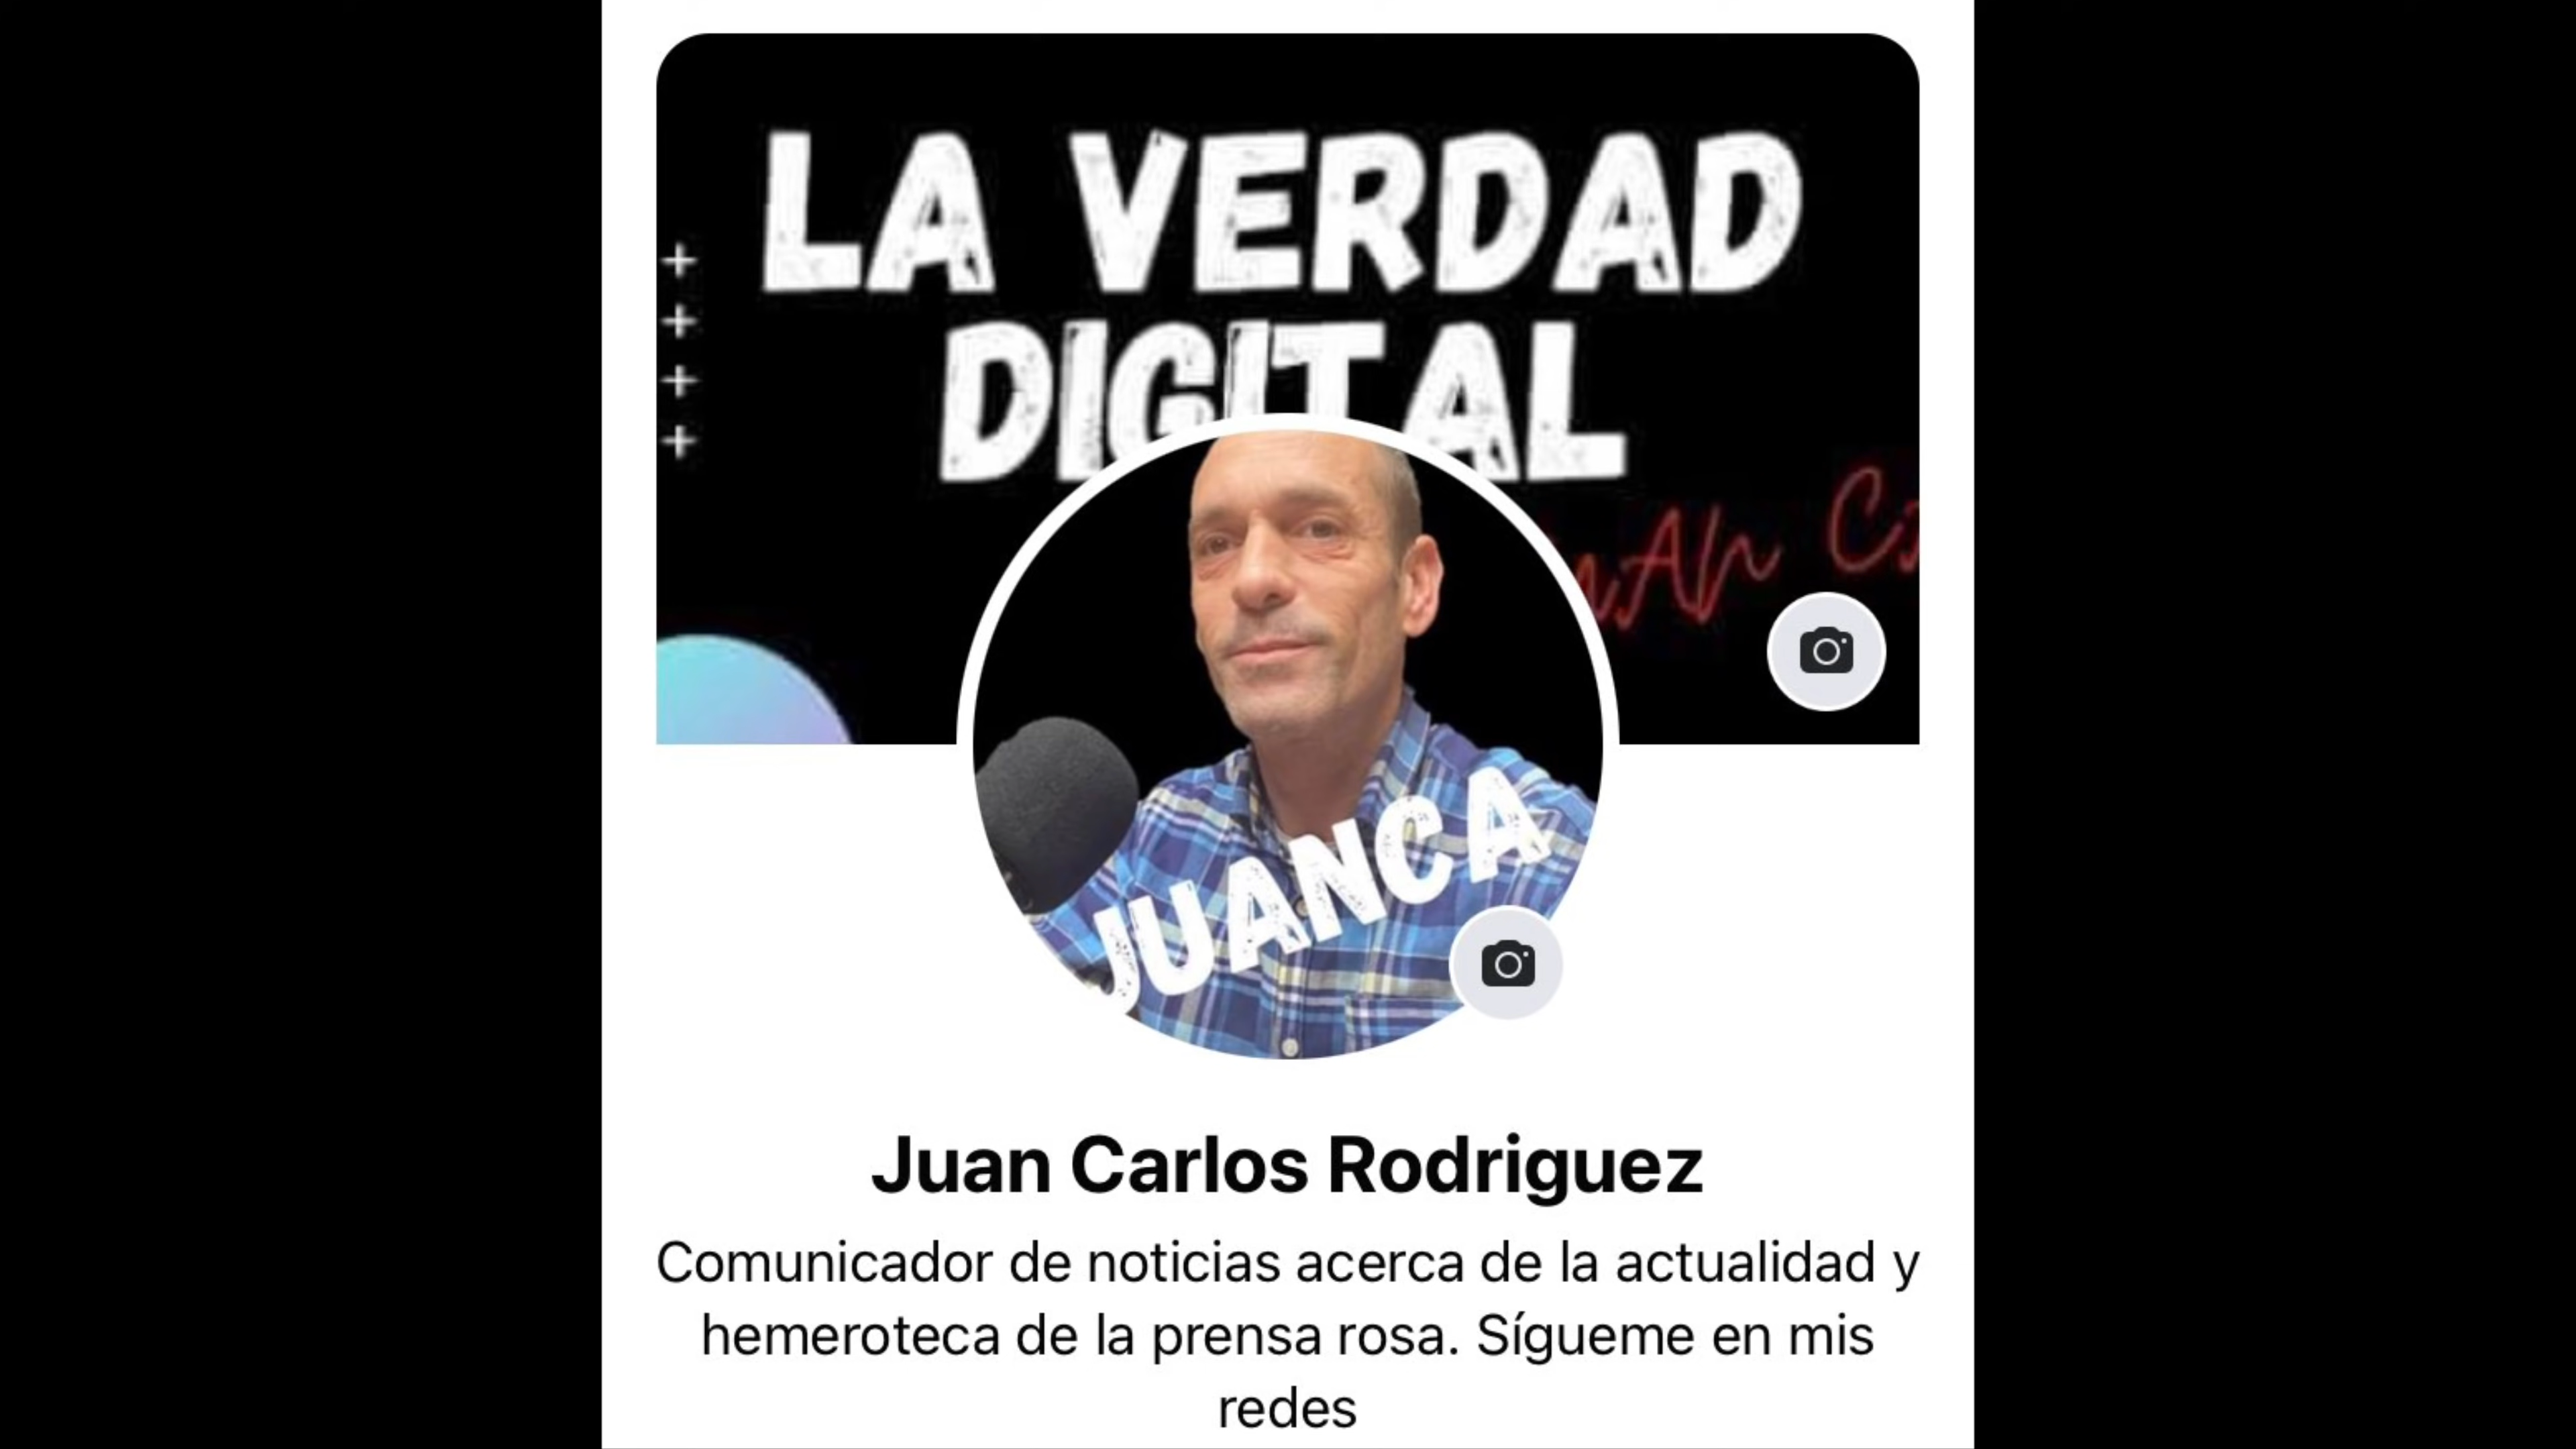 LA VERDAD
DIGITAL
JUANCA
Juan Carlos Rodriguez
Comunicador de noticias acerca de la actualidad y
hemeroteca de la prensa rosa. Sígueme en mis
redes